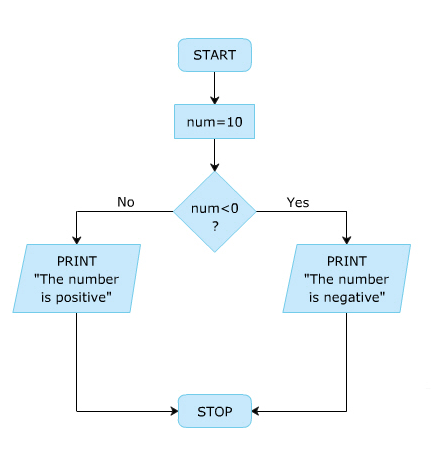 START
num=10
No
Yes
num<0
?
PRINT
"The number
is positive"
PRINT
"The number
is negative"
STOP